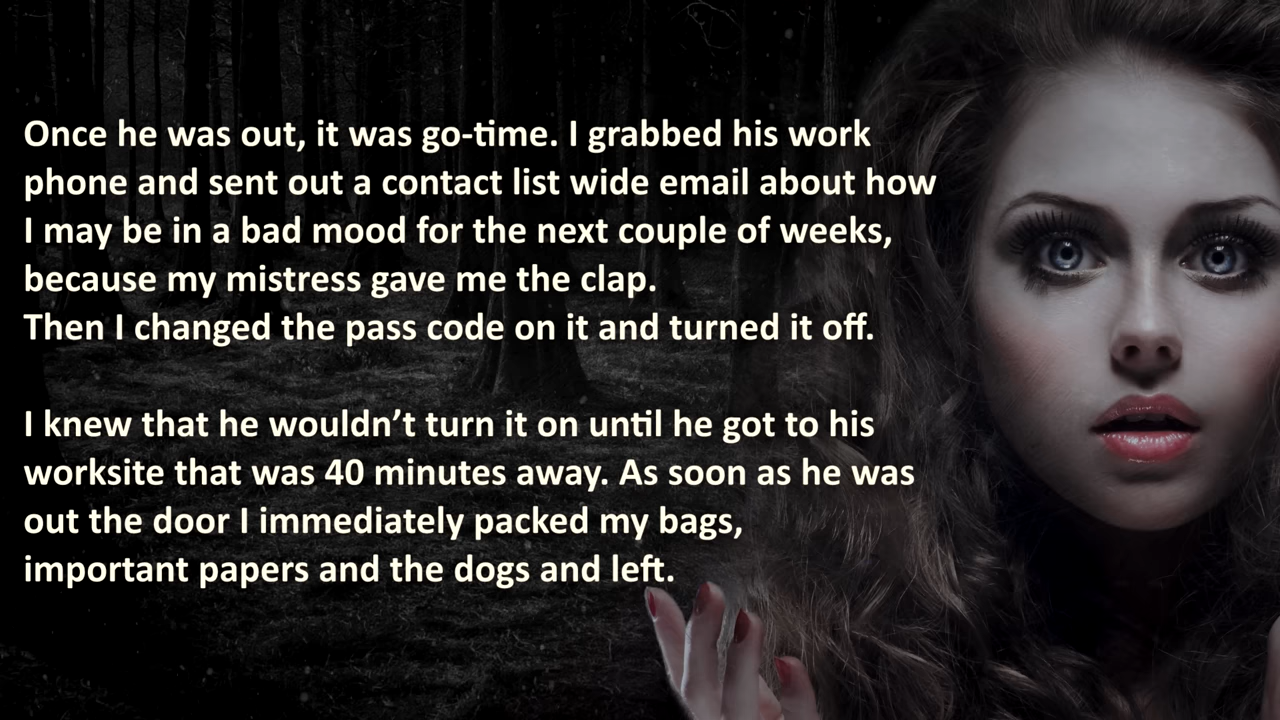 Once he was out, it was go-time. I grabbed his work
phone and sent out a contact list wide email about how
I may be in a bad mood for the next couple of weeks,
because my mistress gave me the clap.
Then I changed the pass code on it and turned it off.
I knew that he wouldn’t turn it on until he got to his
worksite that was 40 minutes away. As soon as he was
out the door I immediately packed my bags,
important papers and the dogs and left.